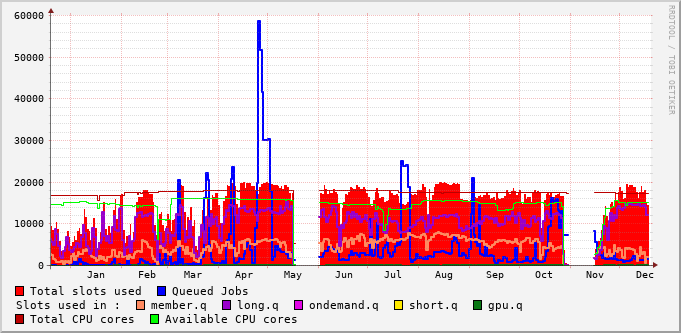 60000
50000
40000
30000
20000
10000
0
Jan Feb Mar Apr May Jun Jul Aug Sep Oct Nov Dec
Total slots used Queued Jobs
Slots used in : member.q long.q ondemand.q short.q gpu.q
Total CPU cores Available CPU cores
RRDTOOL / TOBI OETIKER